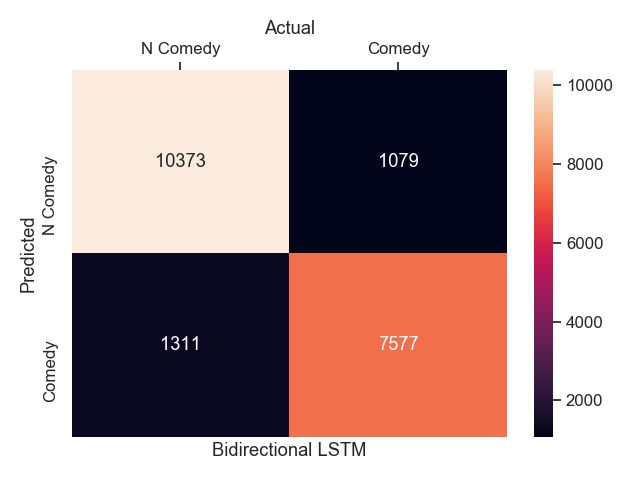 Actual
N Comedy Comedy
Predicted
N Comedy
Comedy
10373 1079
1311 7577
Bidirectional LSTM
10000
8000
6000
4000
2000